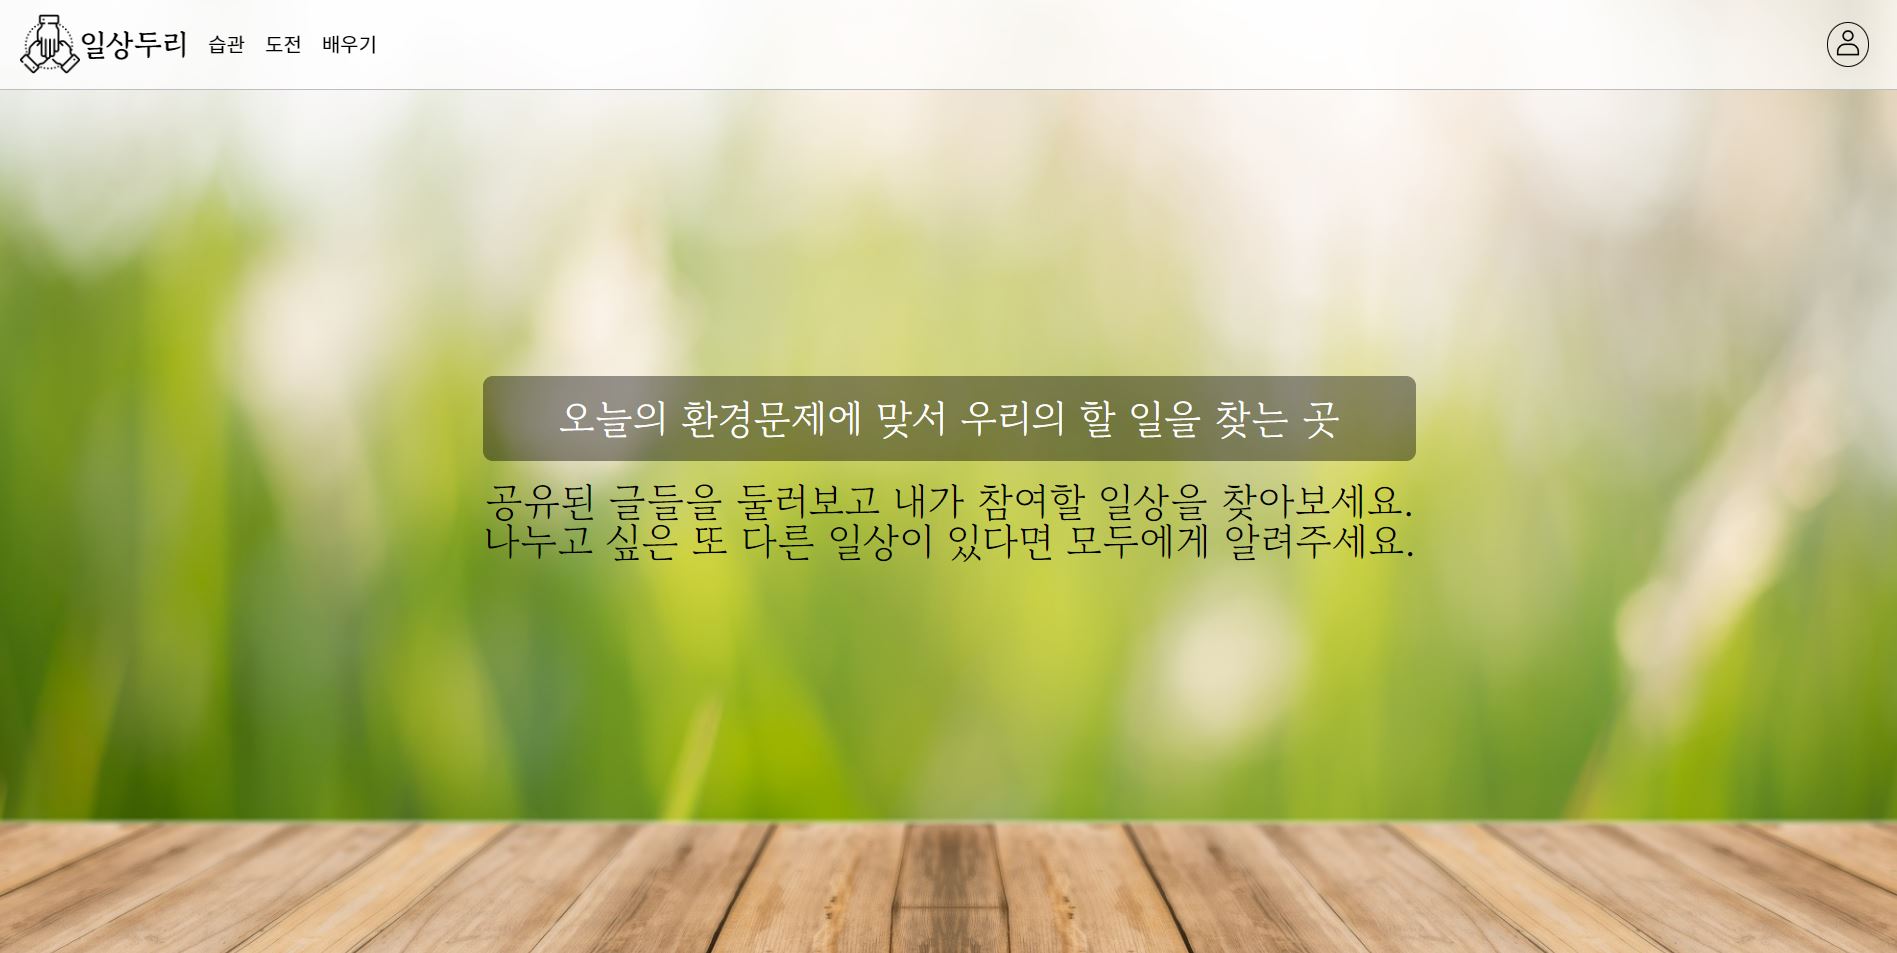 일상두리 습관 도전 배우기
오늘의 환경문제에 맞서 우리의 할 일을 찾는 곳
공유된 글들을 둘러보고 내가 참여할 일상을 찾아보세요.
나누고 싶은 또 다른 일상이 있다면 모두에게 알려주세요.